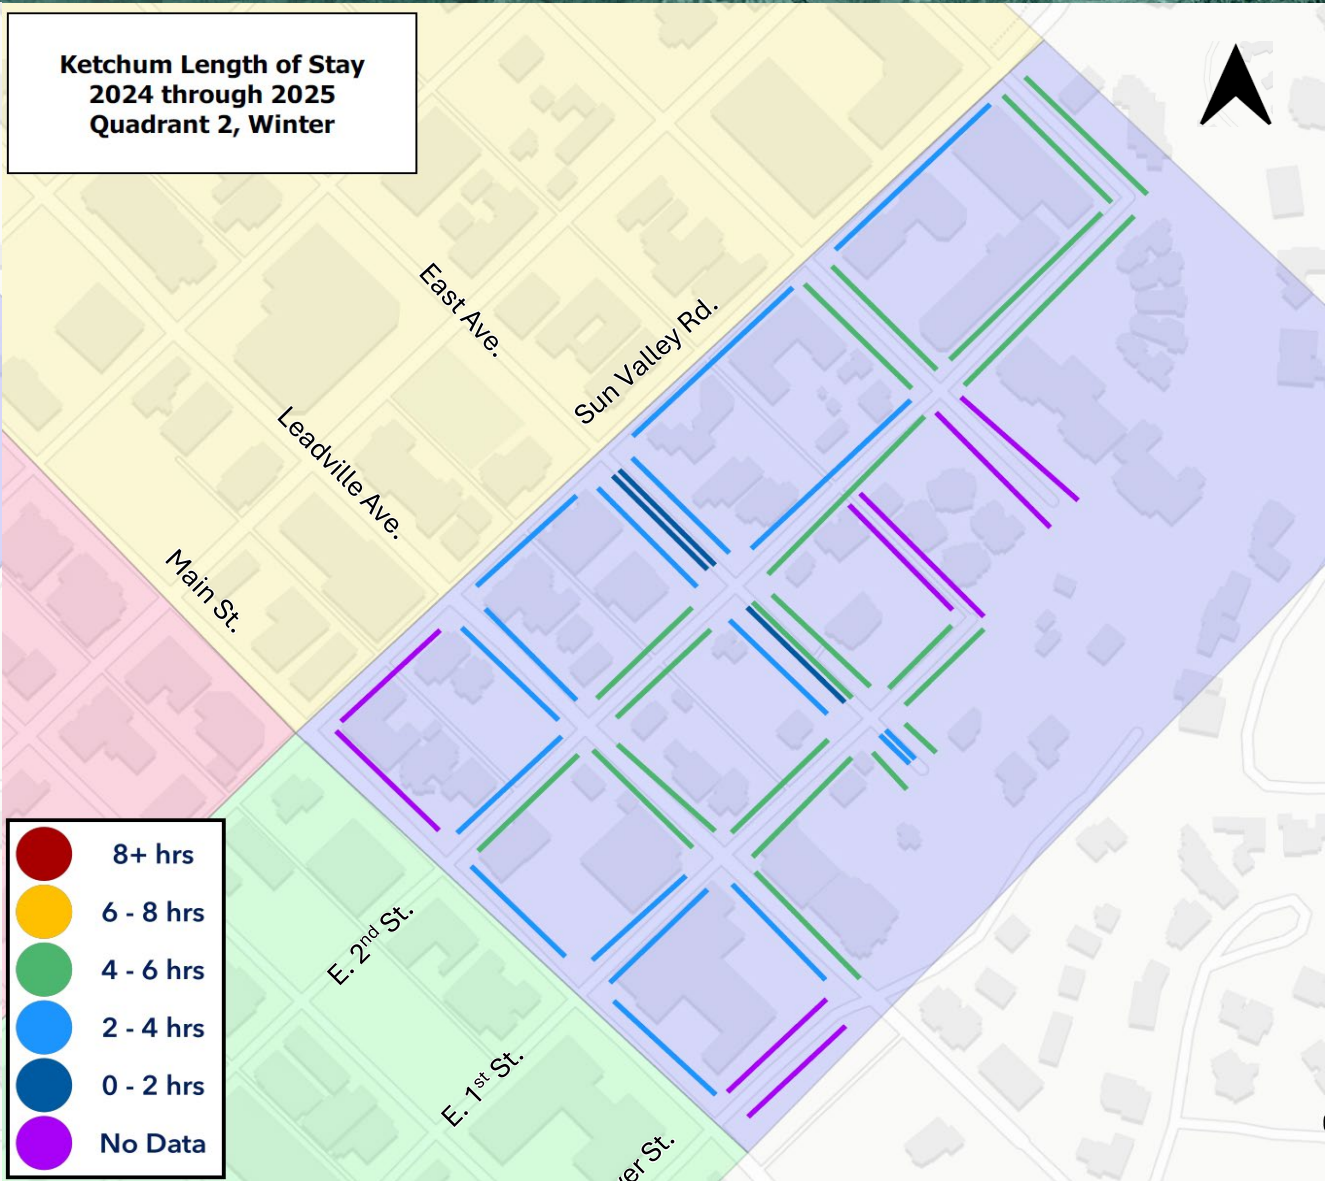 Ketchum Length of Stay
2024 through 2025
Quadrant 2, Winter
East Ave.
Sun Valley Rd.
Leadville Ave.
Main St.
E. 2nd St.
E. 1st St.
ver St.
8+ hrs
6 - 8 hrs
4 - 6 hrs
2 - 4 hrs
0 - 2 hrs
No Data